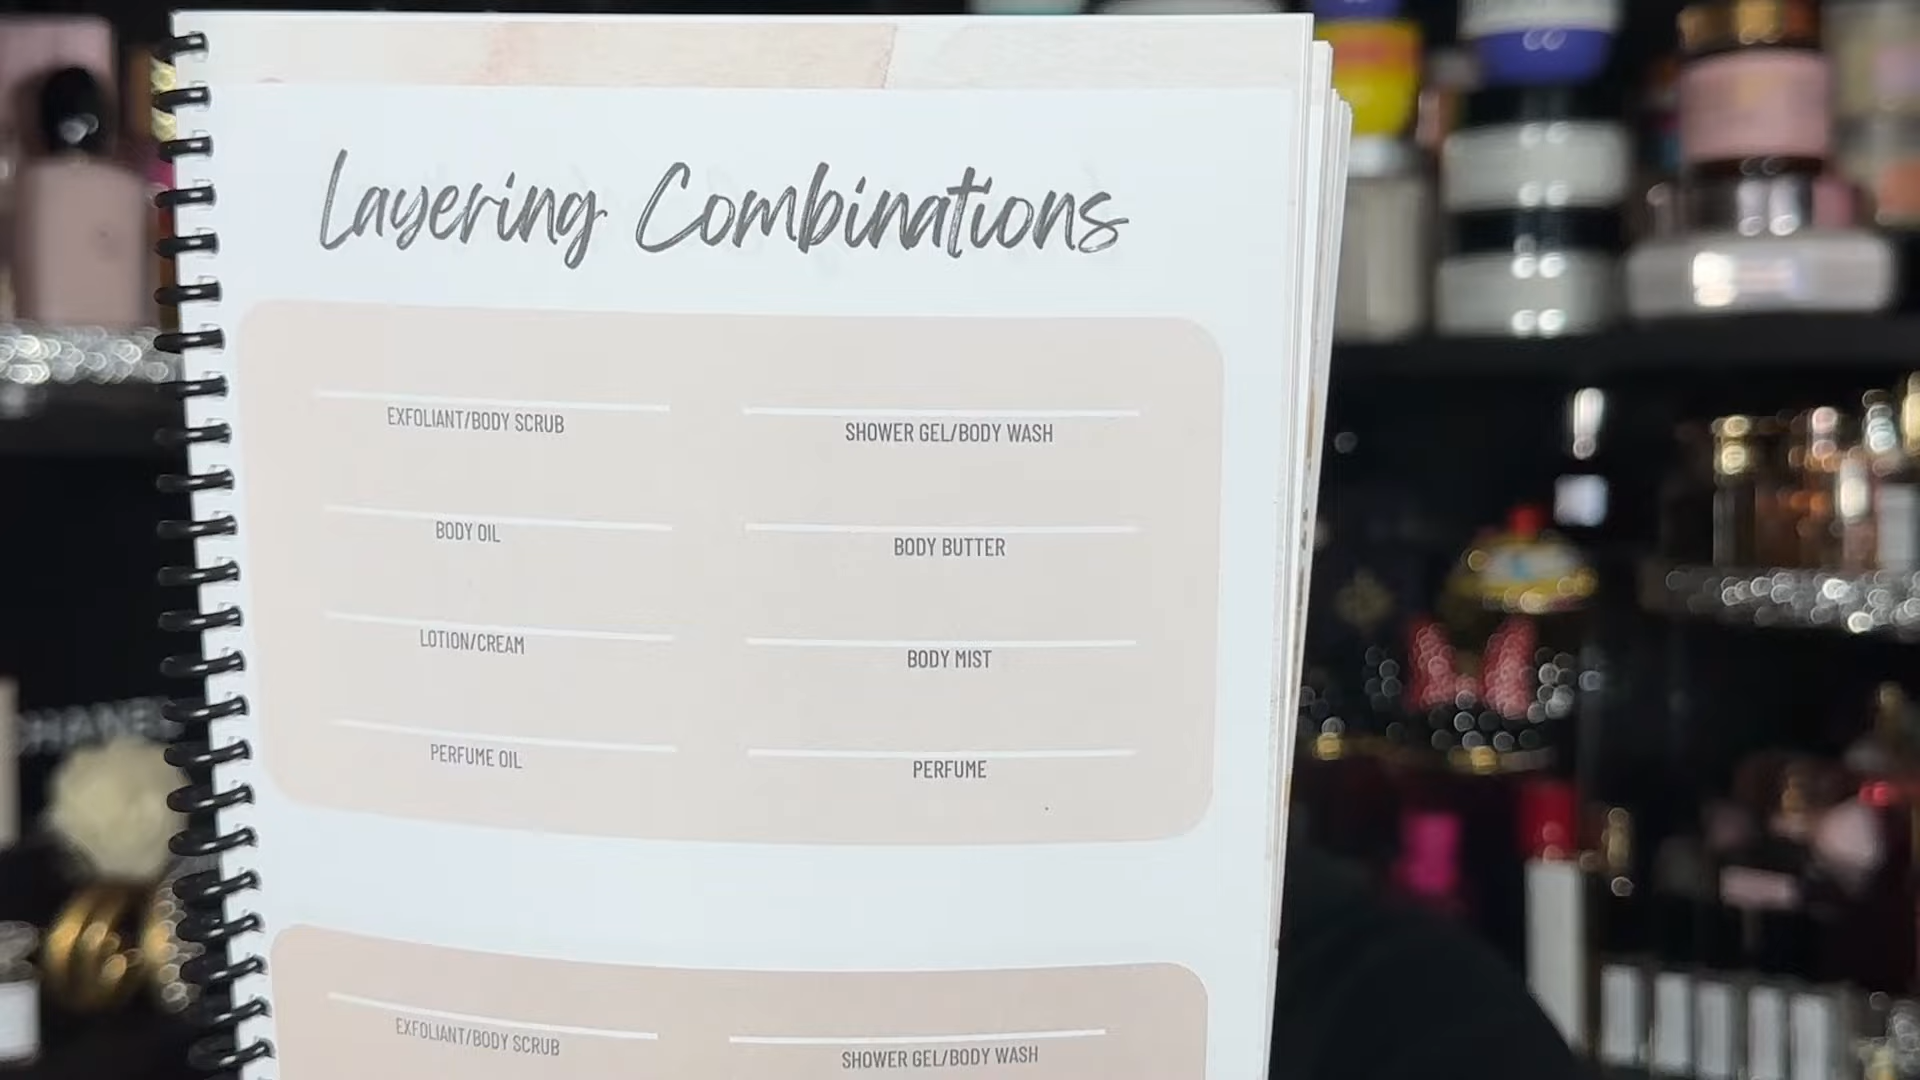 Layering Combinations
EXFOLIANT/BODY SCRUB
SHOWER GEL/BODY WASH
BODY OIL
BODY BUTTER
LOTION/CREAM
BODY MIST
PERFUME OIL
PERFUME
EXFOLIANT/BODY SCRUB
SHOWER GEL/BODY WASH
CHANEL